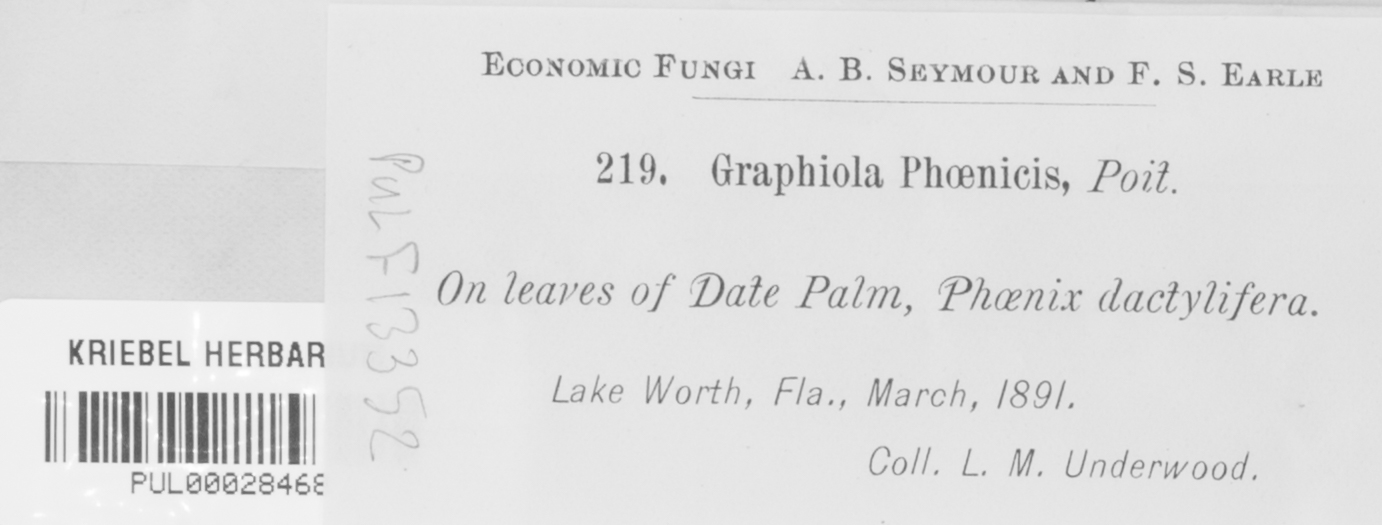 ECONOMIC FUNGI A. B. SEYMOUR AND F. S. EARLE
219. Graphiola Phœnicis, Poit.
On leaves of Date Palm, Phœnix dactylifera.
Lake Worth, Fla., March, 1891.
Coll. L. M. Underwood.
PUL F13352
KRIEBEL HERBAR
PUL00028468